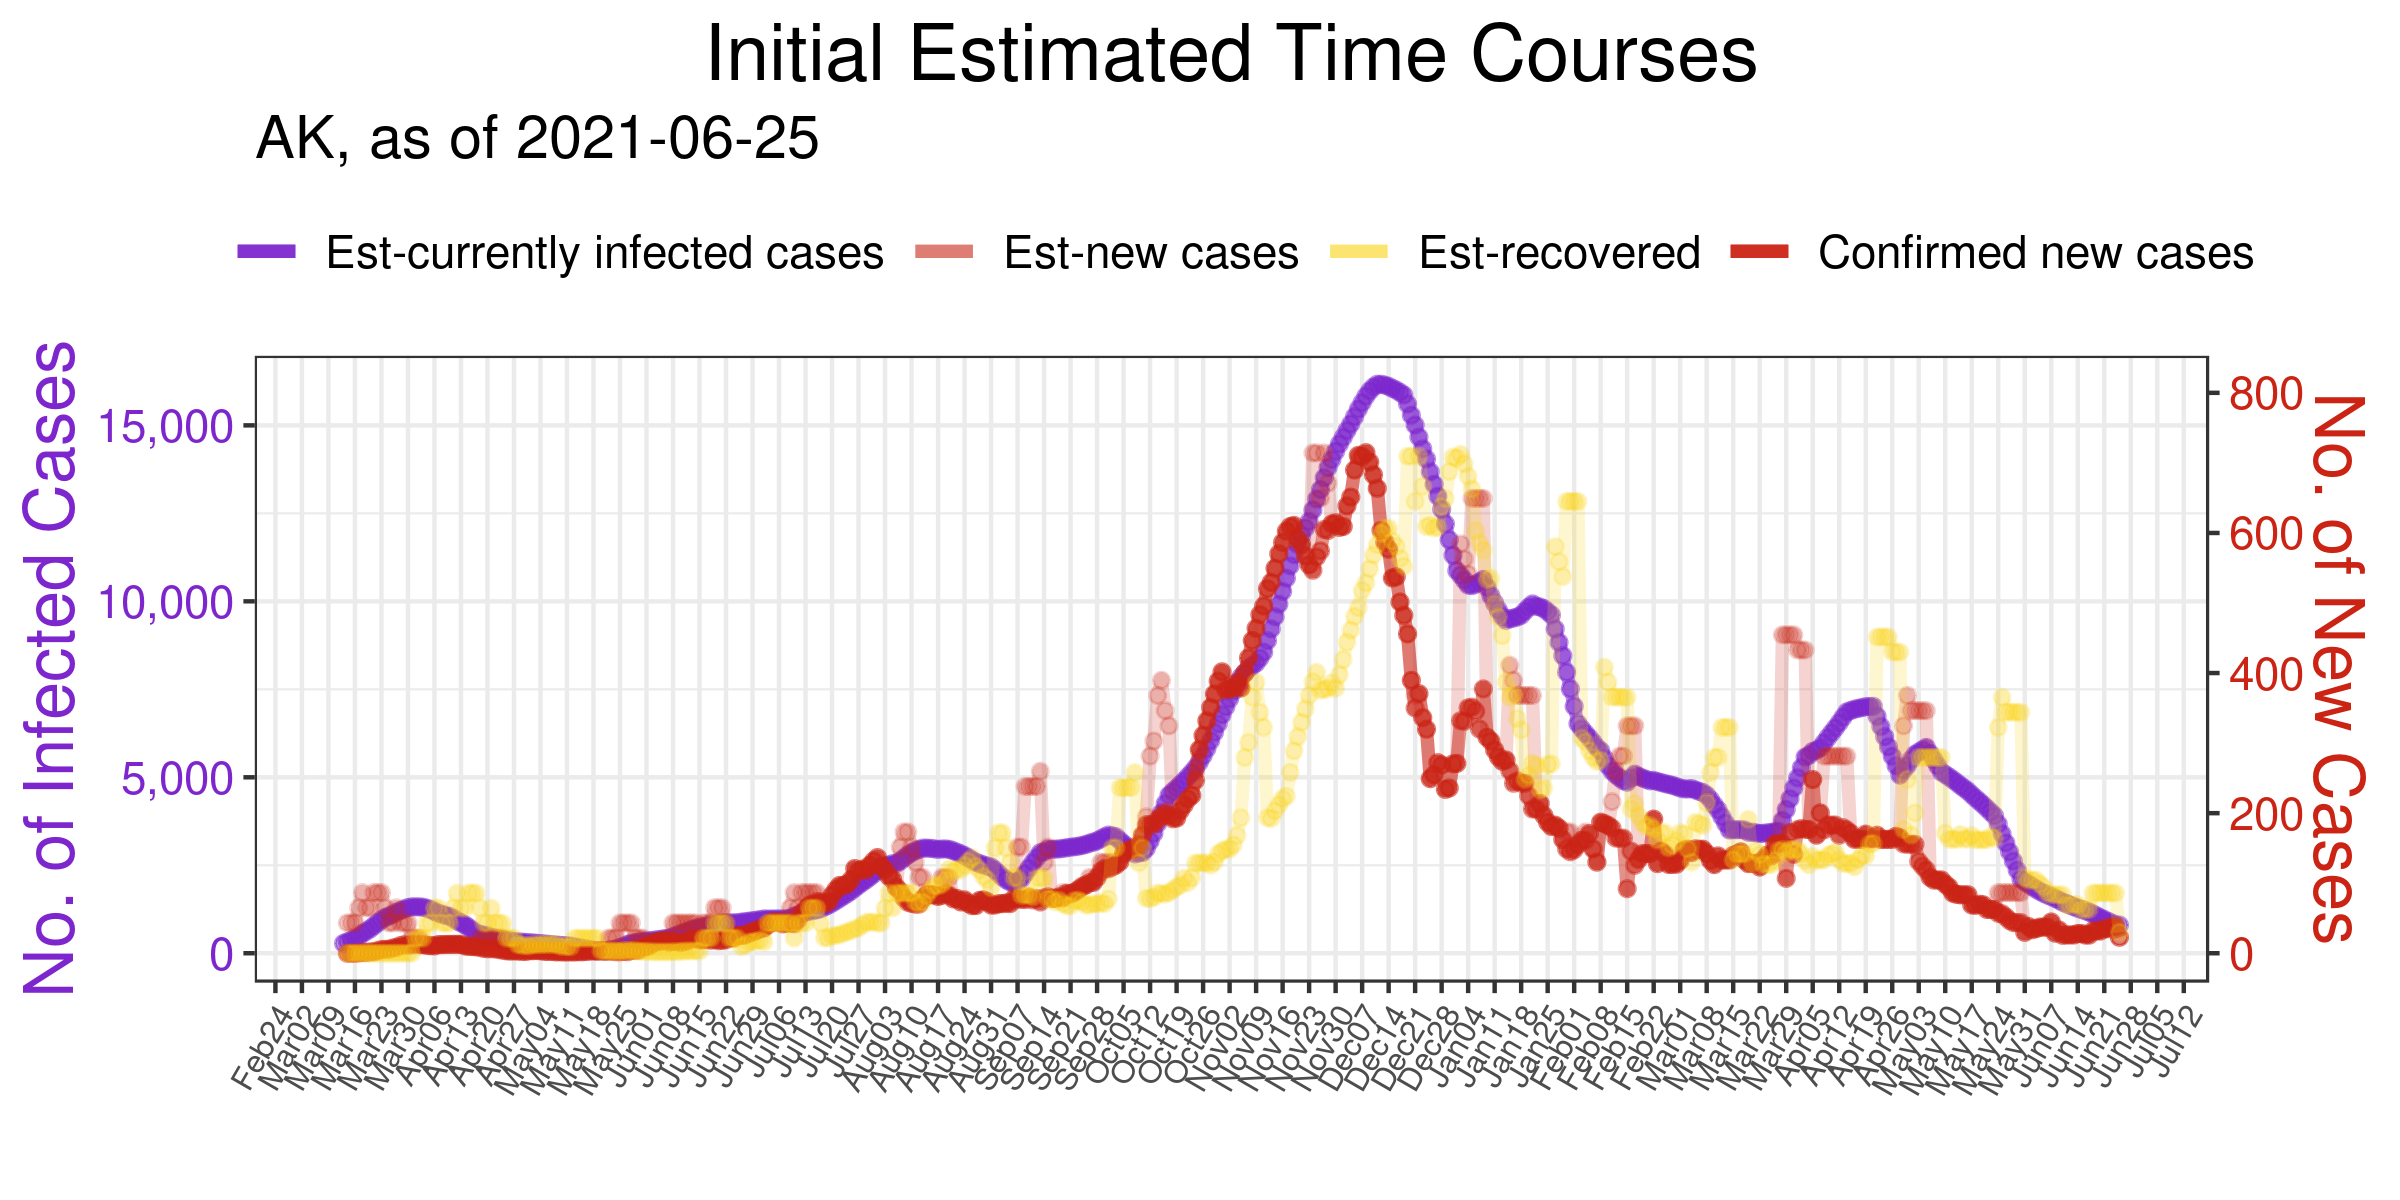 Initial Estimated Time Courses
AK, as of 2021-06-25
Est-currently infected cases
Est-new cases
Est-recovered
Confirmed new cases
No. of Infected Cases
15,000
10,000
5,000
0
800
600
400
200
0
No. of New Cases
Feb24
Mar02
Mar09
Mar16
Mar23
Mar30
Apr06
Apr13
Apr20
Apr27
May04
May11
May18
May25
Jun01
Jun08
Jun15
Jun22
Jun29
Jul06
Jul13
Jul20
Jul27
Aug03
Aug10
Aug17
Aug24
Aug31
Sep07
Sep14
Sep21
Sep28
Oct05
Oct12
Oct19
Oct26
Nov02
Nov09
Nov16
Nov23
Nov30
Dec07
Dec14
Dec21
Dec28
Jan04
Jan11
Jan18
Jan25
Feb01
Feb08
Feb15
Feb22
Mar01
Mar08
Mar15
Mar22
Mar29
Apr05
Apr12
Apr19
Apr26
May03
May10
May17
May24
May31
Jun07
Jun14
Jun21
Jun28
Jul05
Jul12